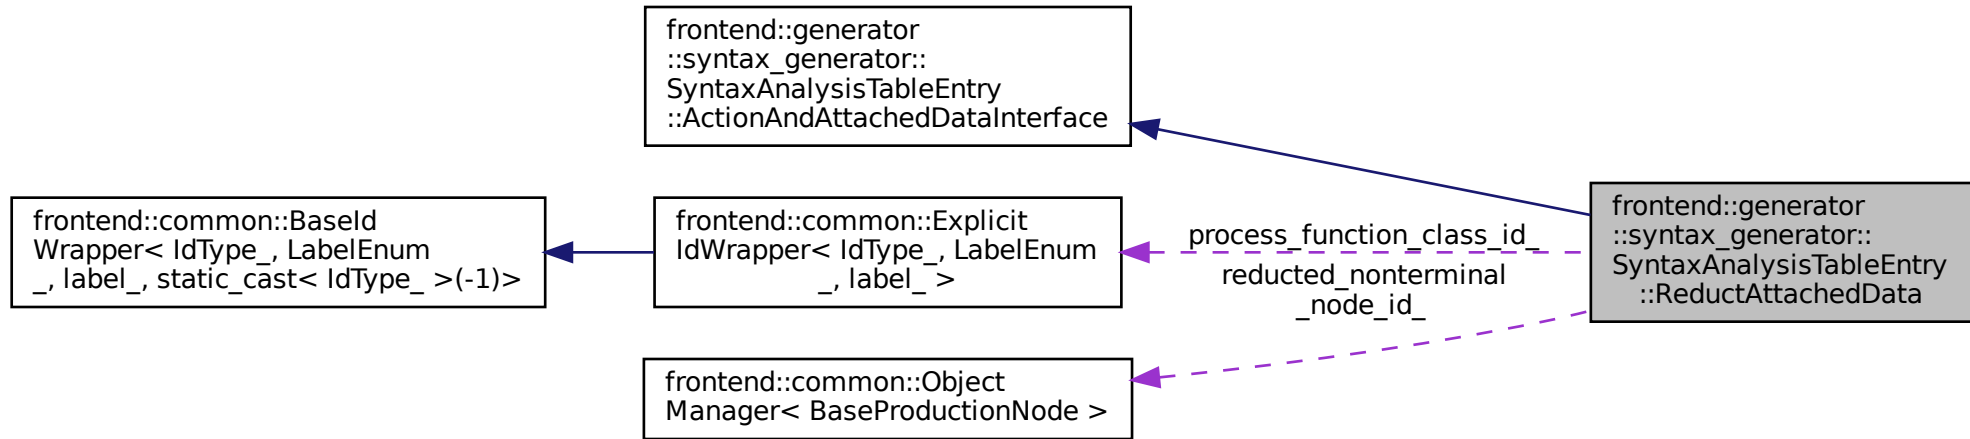 frontend::generator
::syntax_generator::
SyntaxAnalysisTableEntry
::ActionAndAttachedDataInterface
frontend::common::BaseId
Wrapper< IdType_, LabelEnum
_, label_, static_cast< IdType_ >(-1)>
frontend::common::Explicit
IdWrapper< IdType_, LabelEnum
_, label_ >
process_function_class_id_
reducted_nonterminal
_node_id_
frontend::generator
::syntax_generator::
SyntaxAnalysisTableEntry
::ReductAttachedData
frontend::common::Object
Manager< BaseProductionNode >